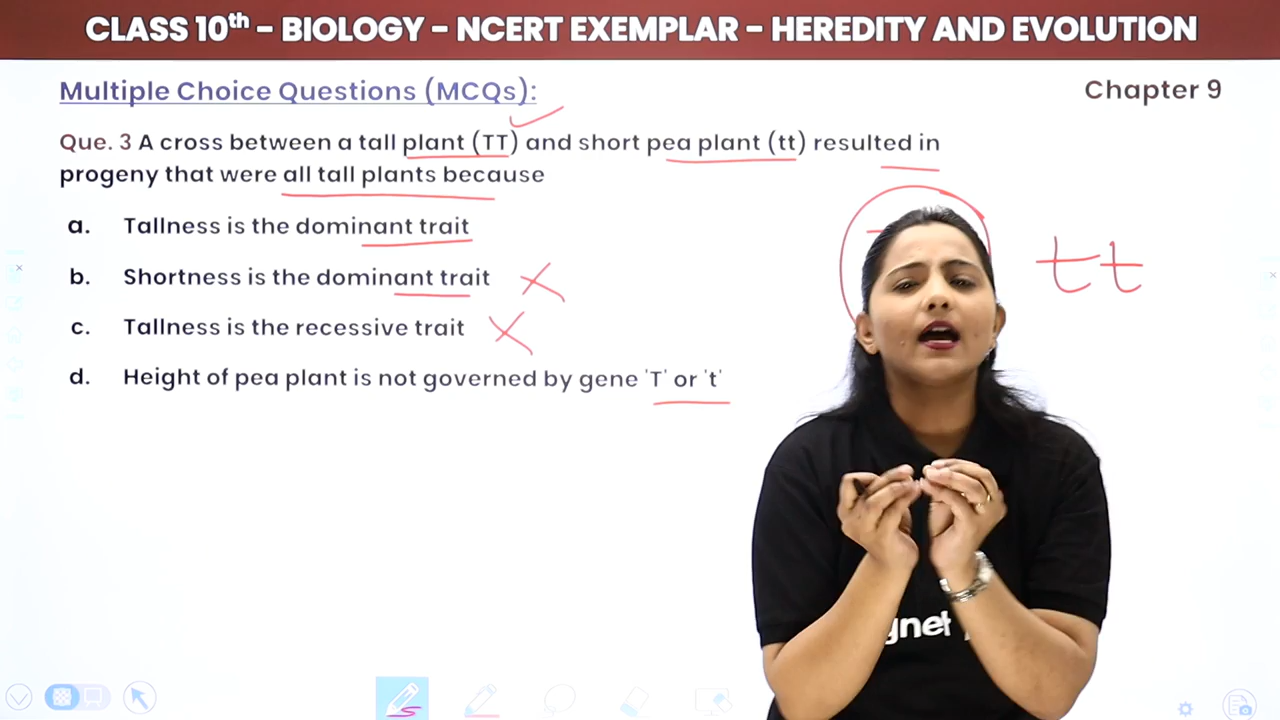 CLASS 10th - BIOLOGY - NCERT EXEMPLAR - HEREDITY AND EVOLUTION
Multiple Choice Questions (MCQs):
Chapter 9
Que. 3 A cross between a tall plant (TT) and short pea plant (tt) resulted in
progeny that were all tall plants because
a. Tallness is the dominant trait
b. Shortness is the dominant trait
c. Tallness is the recessive trait
d. Height of pea plant is not governed by gene 'T' or 't'
tt